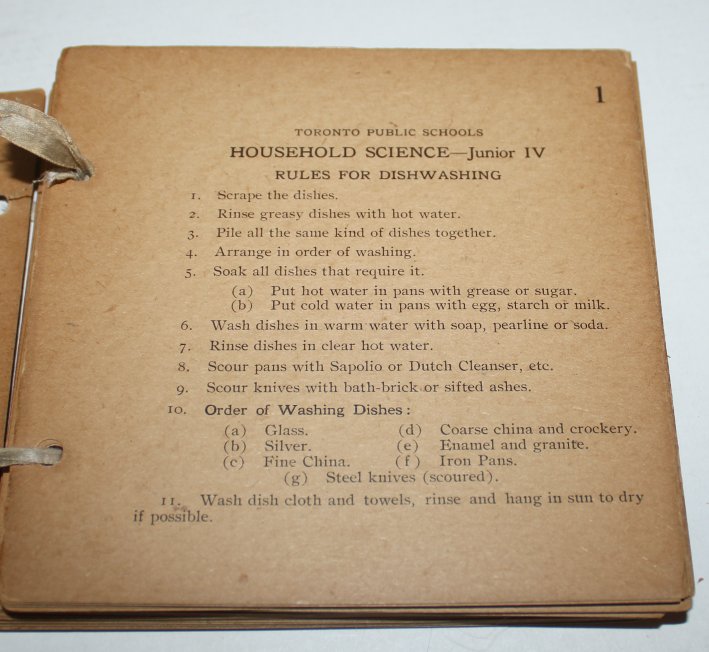 1
TORONTO PUBLIC SCHOOLS
HOUSEHOLD SCIENCE—Junior IV
RULES FOR DISHWASHING
1. Scrape the dishes.
2. Rinse greasy dishes with hot water.
3. Pile all the same kind of dishes together.
4. Arrange in order of washing.
5. Soak all dishes that require it.
(a) Put hot water in pans with grease or sugar.
(b) Put cold water in pans with egg, starch or milk.
6. Wash dishes in warm water with soap, pearline or soda.
7. Rinse dishes in clear hot water.
8. Scour pans with Sapolio or Dutch Cleanser, etc.
9. Scour knives with bath-brick or sifted ashes.
10. Order of Washing Dishes:
(a) Glass. (d) Coarse china and crockery.
(b) Silver. (e) Enamel and granite.
(c) Fine China. (f) Iron Pans.
(g) Steel knives (scoured).
11. Wash dish cloth and towels, rinse and hang in sun to dry
if possible.